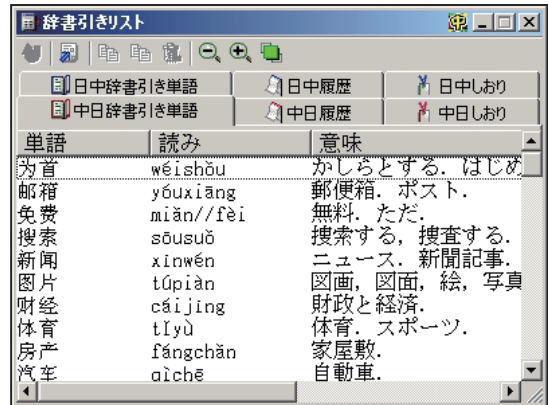 辞書引きリスト
日中辞書引き単語 日中履歴 日中しおり
中日辞書引き単語 中日履歴 中日しおり
単語 読み 意味
为首 wéishǒu かしらとする. はじめ
邮箱 yóuxiāng 郵便箱. ポスト.
免费 miǎn//fèi 無料. ただ.
搜索 sōusuǒ 捜索する, 捜査する.
新闻 xīnwén ニュース. 新聞記事.
图片 túpiàn 図画, 図面, 絵, 写真
财经 cáijīng 財政と経済.
体育 tǐyù 体育. スポーツ.
房产 fángchǎn 家屋敷.
汽车 qìchē 自動車.